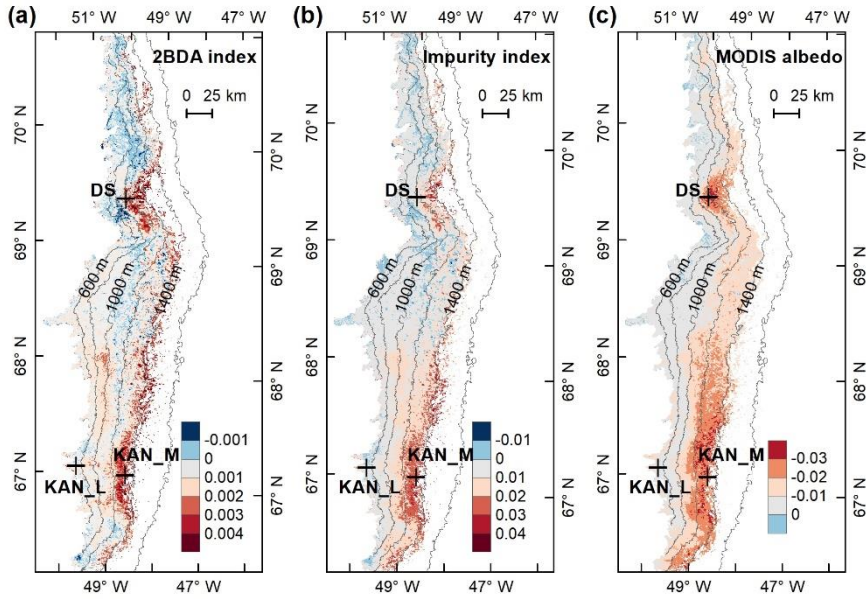 (a)
51° W 49° W 47° W
2BDA index
0 25 km
70° N
70° N
DS
69° N
69° N
600 m
1000 m
1400 m
68° N
68° N
-0.001
0
0.001
0.002
0.003
0.004
KAN_M
KAN_L
67° N
67° N
49° W 47° W
(b)
51° W 49° W 47° W
Impurity index
0 25 km
70° N
70° N
DS
69° N
69° N
600 m
1000 m
1400 m
68° N
68° N
-0.01
0
0.01
0.02
0.03
0.04
KAN_M
KAN_L
67° N
67° N
49° W 47° W
(c)
51° W 49° W 47° W
MODIS albedo
0 25 km
70° N
70° N
DS
69° N
69° N
600 m
1000 m
1400 m
68° N
68° N
-0.03
-0.02
-0.01
0
KAN_M
KAN_L
67° N
67° N
49° W 47° W